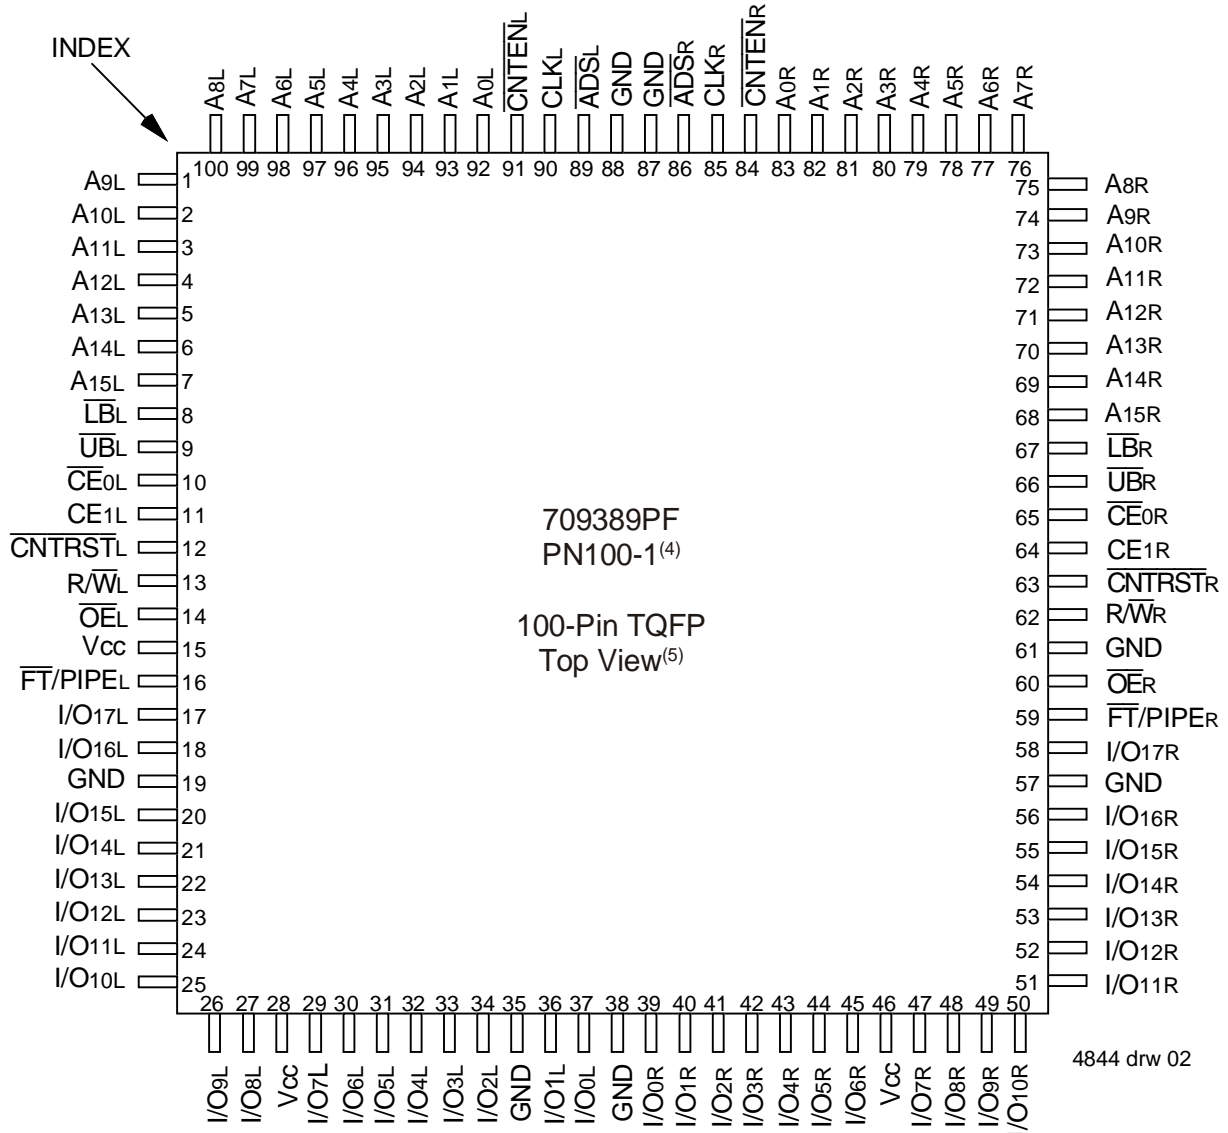 INDEX
A8L A7L A6L A5L A4L A3L A2L A1L A0L CNTENL CLKL ADSL GND GND ADSR CLKR CNTENR A0R A1R A2R A3R A4R A5R A6R A7R
100 99 98 97 96 95 94 93 92 91 90 89 88 87 86 85 84 83 82 81 80 79 78 77 76
A9L 1 75 A8R
A10L 2 74 A9R
A11L 3 73 A10R
A12L 4 72 A11R
A13L 5 71 A12R
A14L 6 70 A13R
A15L 7 69 A14R
LBL 8 68 A15R
UBL 9 67 LBR
CE0L 10 66 UBR
CE1L 11 65 CE0R
CNTRSTL 12 64 CE1R
R/WL 13 63 CNTRSTR
OEL 14 62 R/WR
Vcc 15 61 GND
FT/PIPEL 16 60 OER
I/O17L 17 59 FT/PIPER
I/O16L 18 58 I/O17R
GND 19 57 GND
I/O15L 20 56 I/O16R
I/O14L 21 55 I/O15R
I/O13L 22 54 I/O14R
I/O12L 23 53 I/O13R
I/O11L 24 52 I/O12R
I/O10L 25 51 I/O11R
709389PF
PN100-1(4)
100-Pin TQFP
Top View(5)
26 27 28 29 30 31 32 33 34 35 36 37 38 39 40 41 42 43 44 45 46 47 48 49 50
I/O9L I/O8L Vcc I/O7L I/O6L I/O5L I/O4L I/O3L I/O2L GND I/O1L I/O0L GND I/O0R I/O1R I/O2R I/O3R I/O4R I/O5R I/O6R Vcc I/O7R I/O8R I/O9R /O10R
4844 drw 02